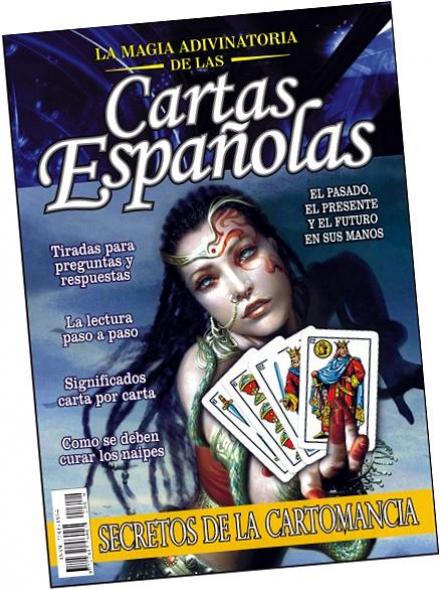 LA MAGIA ADIVINATORIA
DE LAS
Cartas
Españolas
EL PASADO,
EL PRESENTE
Y EL FUTURO
EN SUS MANOS
Tiradas para
preguntas y
respuestas
La lectura
paso a paso
Significados
carta por carta
Como se deben
curar los naipes
SECRETOS DE LA CARTOMANCIA